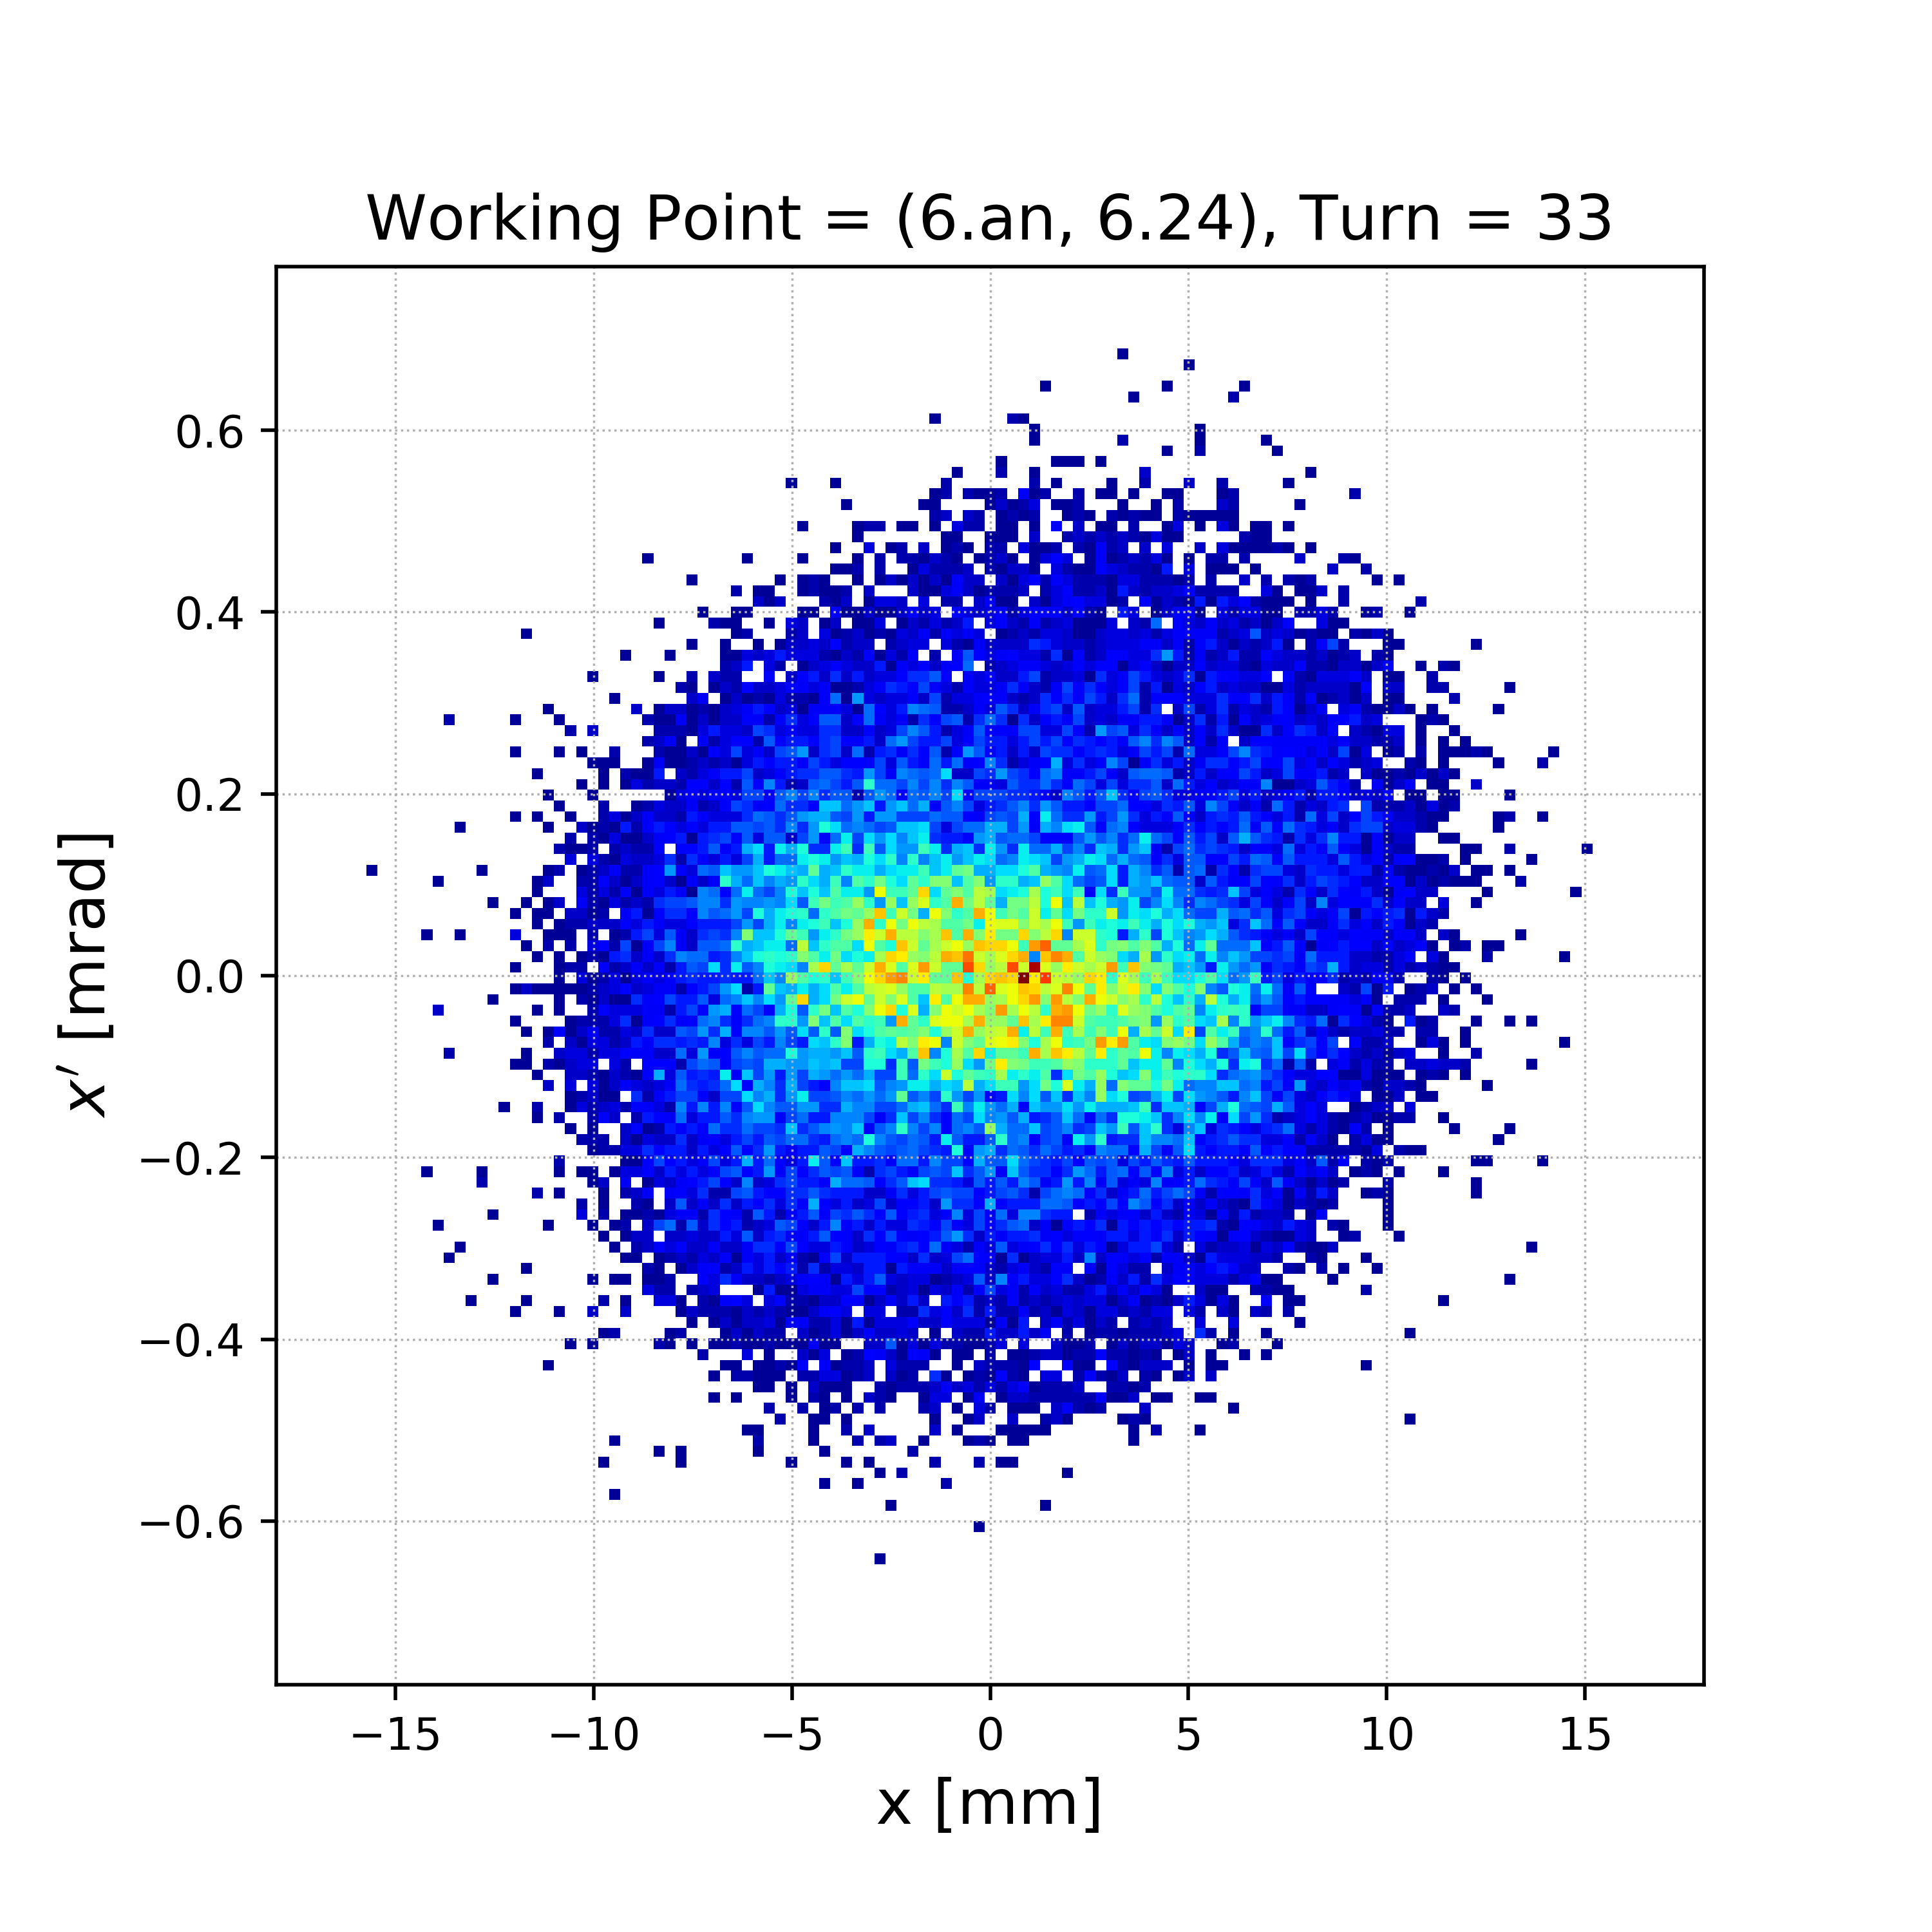 Working Point = (6.an, 6.24), Turn = 33
x′ [mrad]
0.6
0.4
0.2
0.0
−0.2
−0.4
−0.6
−15 −10 −5 0 5 10 15
x [mm]